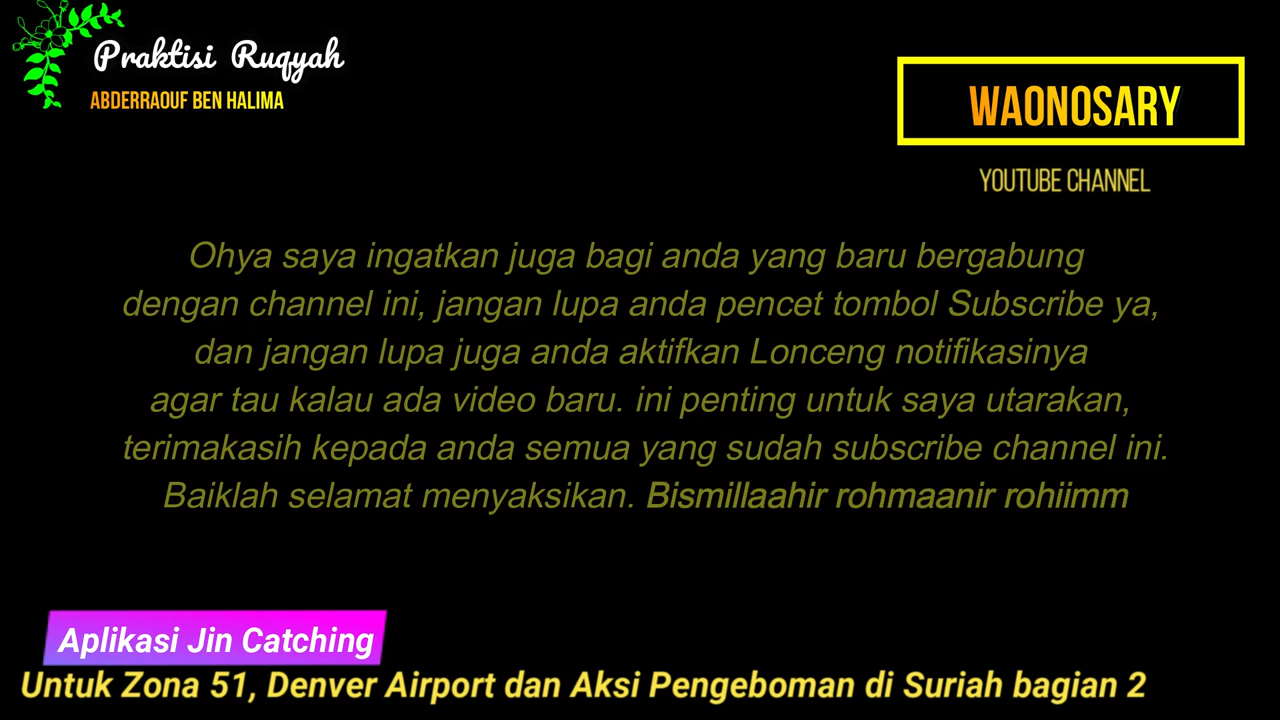 Praktisi Ruqyah
ABDERRAOUF BEN HALIMA
WAONOSARY
YOUTUBE CHANNEL
Ohya saya ingatkan juga bagi anda yang baru bergabung
dengan channel ini, jangan lupa anda pencet tombol Subscribe ya,
dan jangan lupa juga anda aktifkan Lonceng notifikasinya
agar tau kalau ada video baru. ini penting untuk saya utarakan,
terimakasih kepada anda semua yang sudah subscribe channel ini.
Baiklah selamat menyaksikan. Bismillaahir rohmaanir rohiimm
Aplikasi Jin Catching
Untuk Zona 51, Denver Airport dan Aksi Pengeboman di Suriah bagian 2